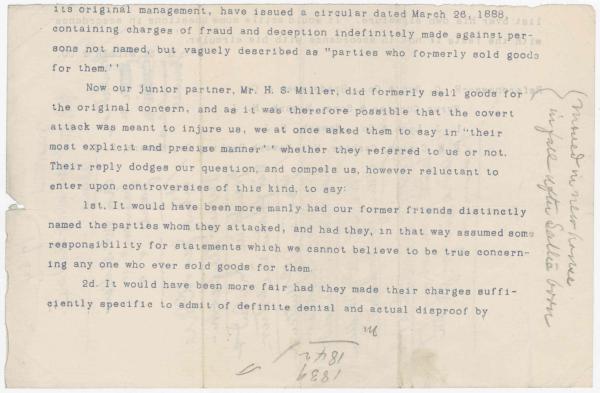 its original management, have issued a circular dated March 26, 1888,
containing charges of fraud and deception indefinitely made against per-
sons not named, but vaguely described as "parties who formerly sold goods
for them.''
Now our junior partner, Mr. H. S. Miller, did formerly sell goods for
the original concern, and as it was therefore possible that the covert
attack was meant to injure us, we at once asked them to say in "their
most explicit and precise manner'' whether they referred to us or not.
Their reply dodges our question, and compels us, however reluctant to
enter upon controversies of this kind, to say:
1st. It would have been more manly had our former friends distinctly
named the parties whom they attacked, and had they, in that way assumed some
responsibility for statements which we cannot believe to be true concern-
ing any one who ever sold goods for them.
2d. It would have been more fair had they made their charges suffi-
ciently specific to admit of definite denial and actual disproof by
moved in new house
in fall after Sallie born
1839
1842